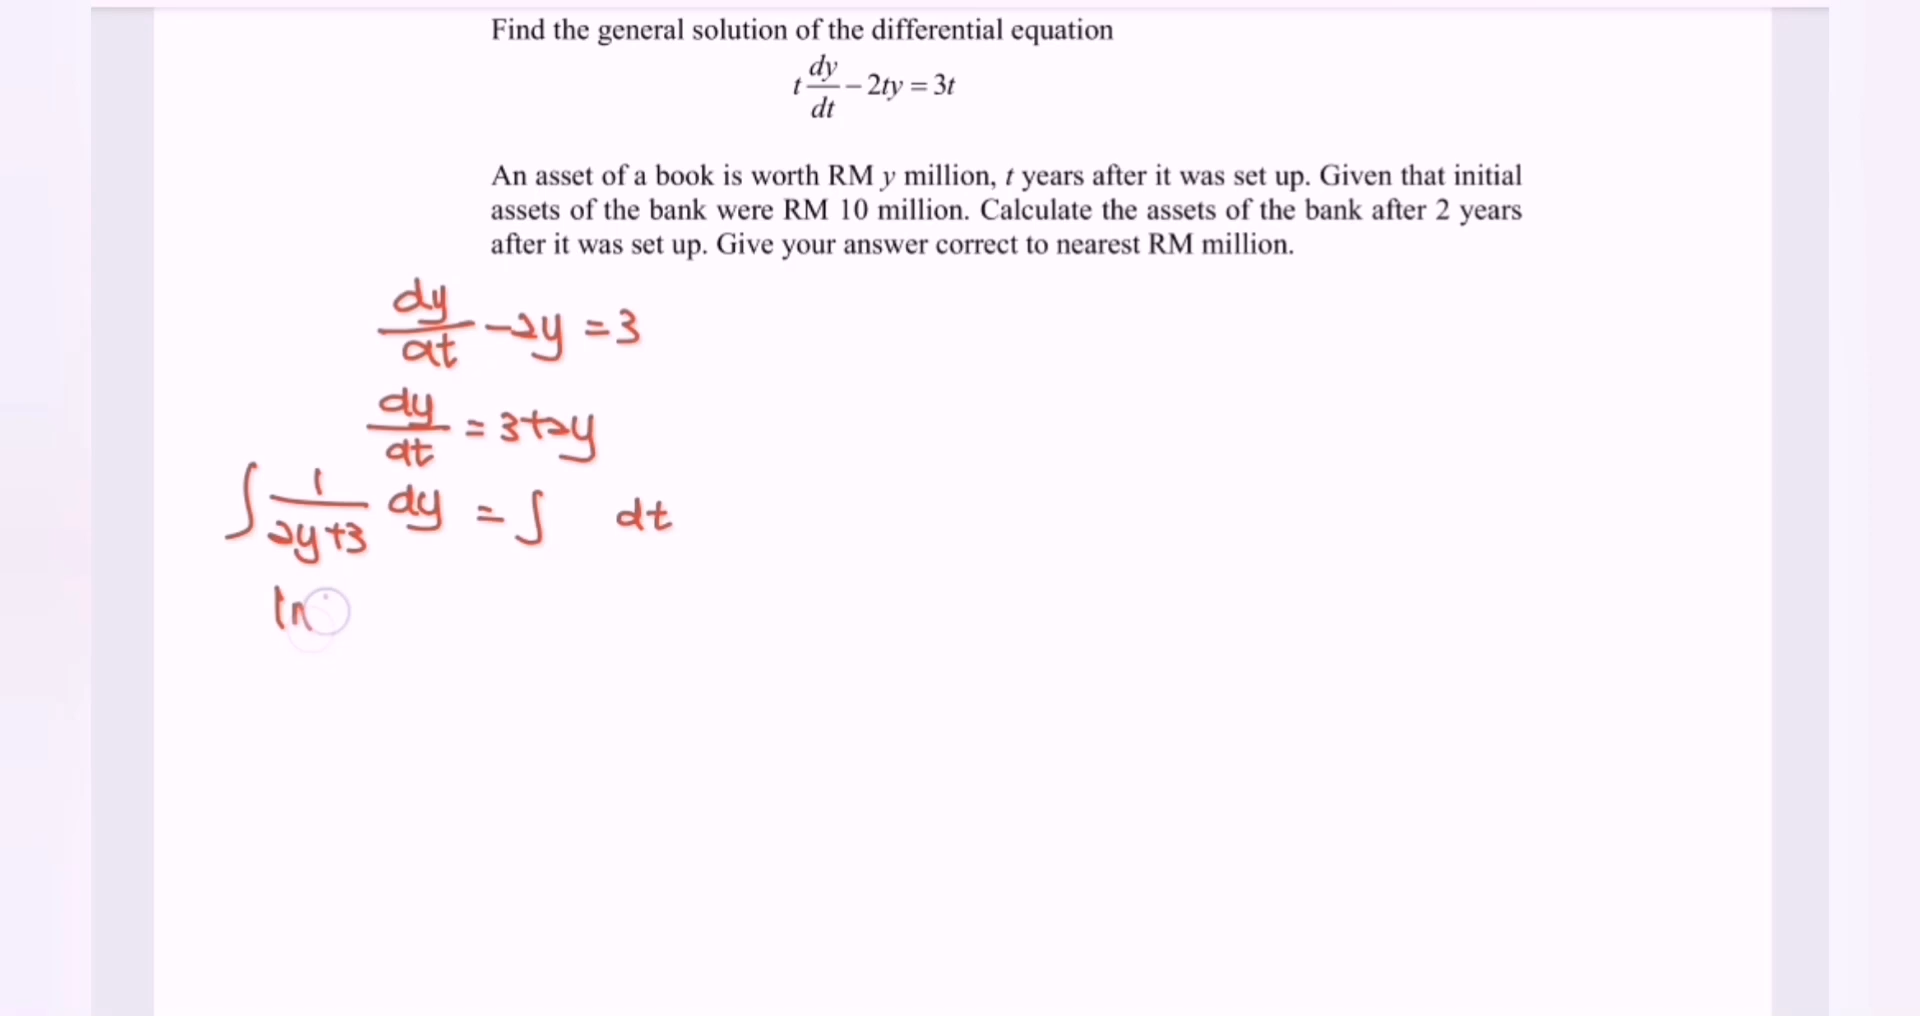 Find the general solution of the differential equation
t dy/dt − 2ty = 3t
An asset of a book is worth RM y million, t years after it was set up. Given that initial
assets of the bank were RM 10 million. Calculate the assets of the bank after 2 years
after it was set up. Give your answer correct to nearest RM million.
dy/dt − 2y = 3
dy/dt = 3+2y
∫ 1/(2y+3) dy = ∫ dt
ln